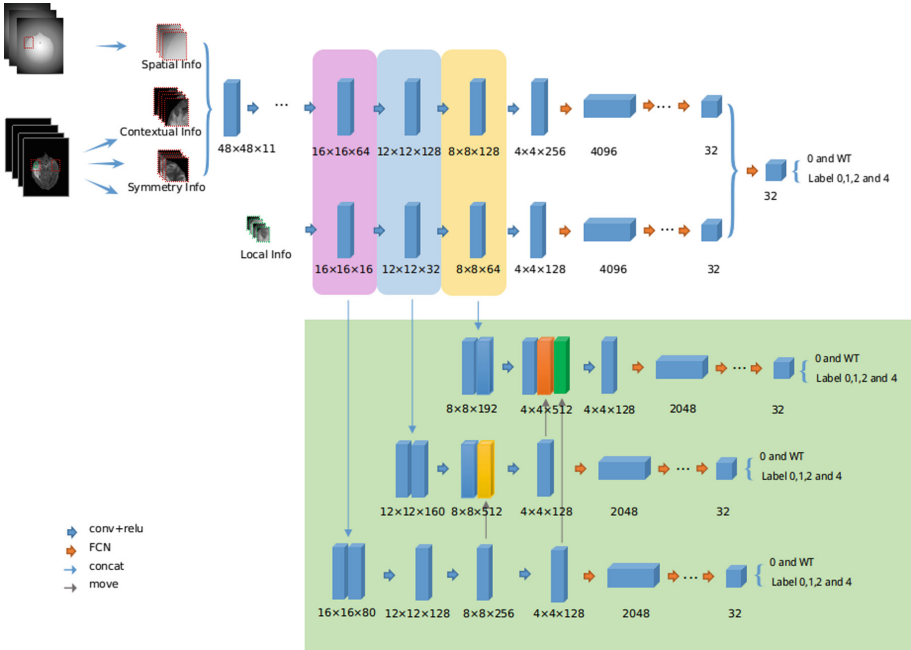 Spatial Info
Contextual Info
Symmetry Info
48×48×11
...
16×16×64
12×12×128
8×8×128
4×4×256
4096
...
32
0 and WT
Label 0,1,2 and 4
32
Local Info
16×16×16
12×12×32
8×8×64
4×4×128
4096
...
32
8×8×192
4×4×512
4×4×128
2048
...
32
0 and WT
Label 0,1,2 and 4
12×12×160
8×8×512
4×4×128
2048
...
32
0 and WT
Label 0,1,2 and 4
16×16×80
12×12×128
8×8×256
4×4×128
2048
...
32
0 and WT
Label 0,1,2 and 4
conv+relu
FCN
concat
move